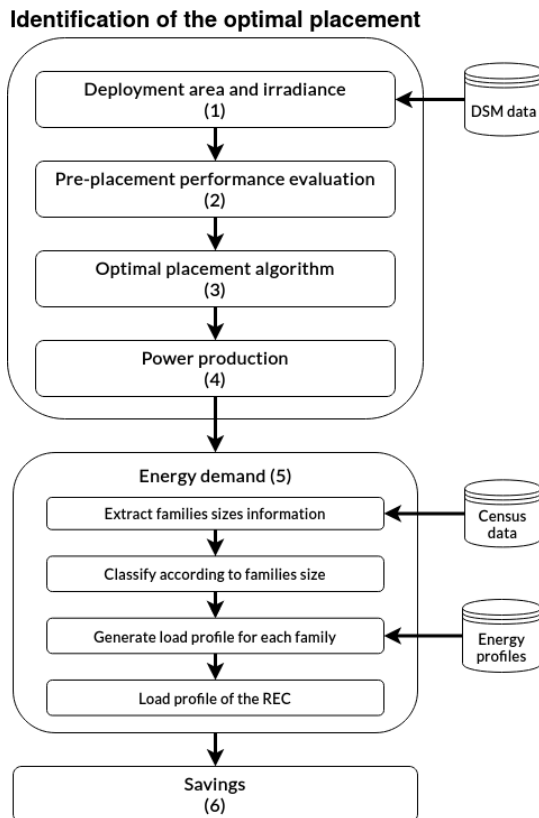 Identification of the optimal placement
Deployment area and irradiance
(1)
DSM data
Pre-placement performance evaluation
(2)
Optimal placement algorithm
(3)
Power production
(4)
Energy demand (5)
Extract families sizes information
Census
data
Classify according to families size
Generate load profile for each family
Energy
profiles
Load profile of the REC
Savings
(6)